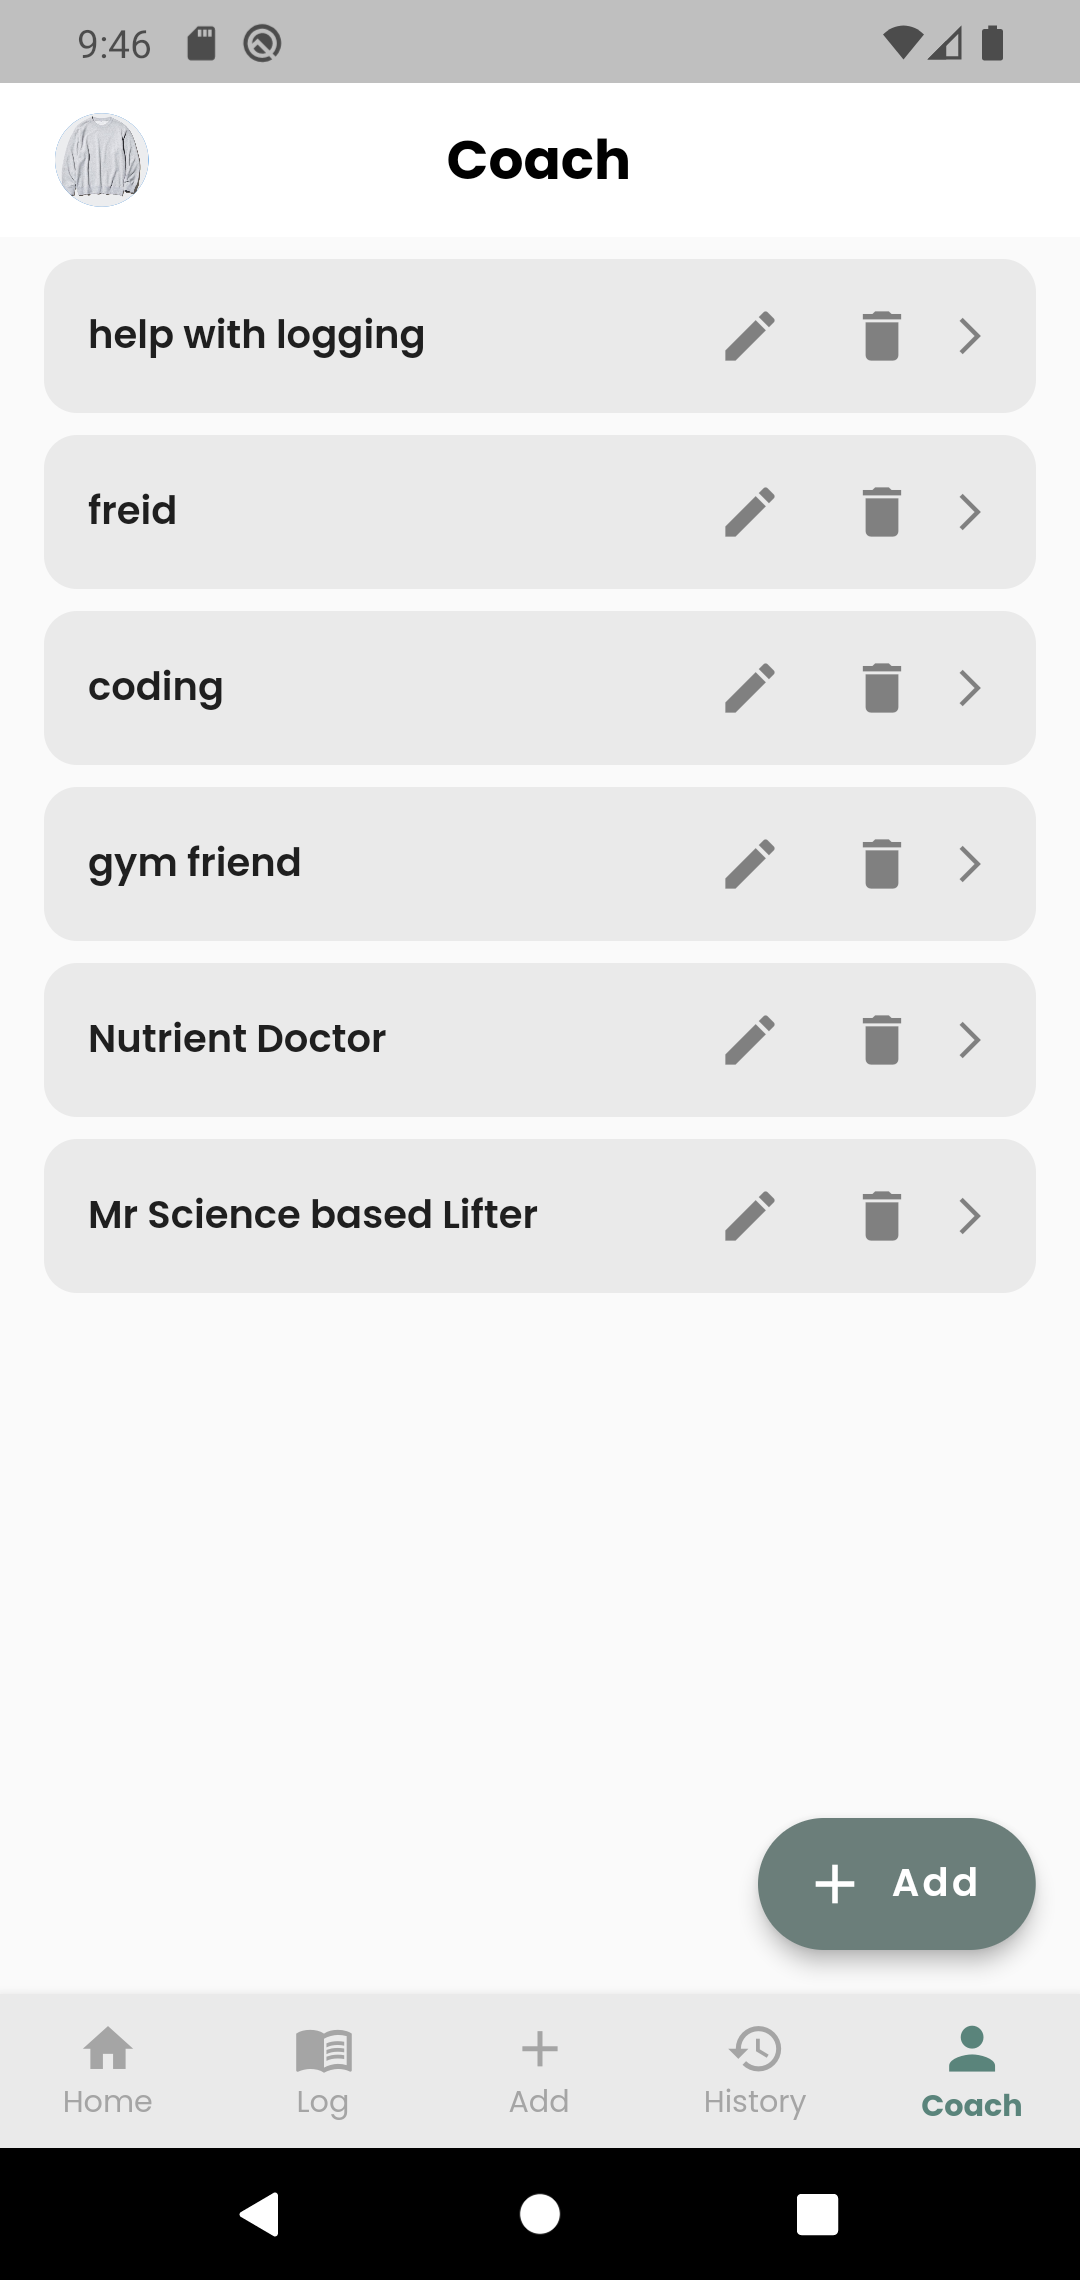 9:46
Coach
help with logging
freid
coding
gym friend
Nutrient Doctor
Mr Science based Lifter
Add
Home
Log
Add
History
Coach